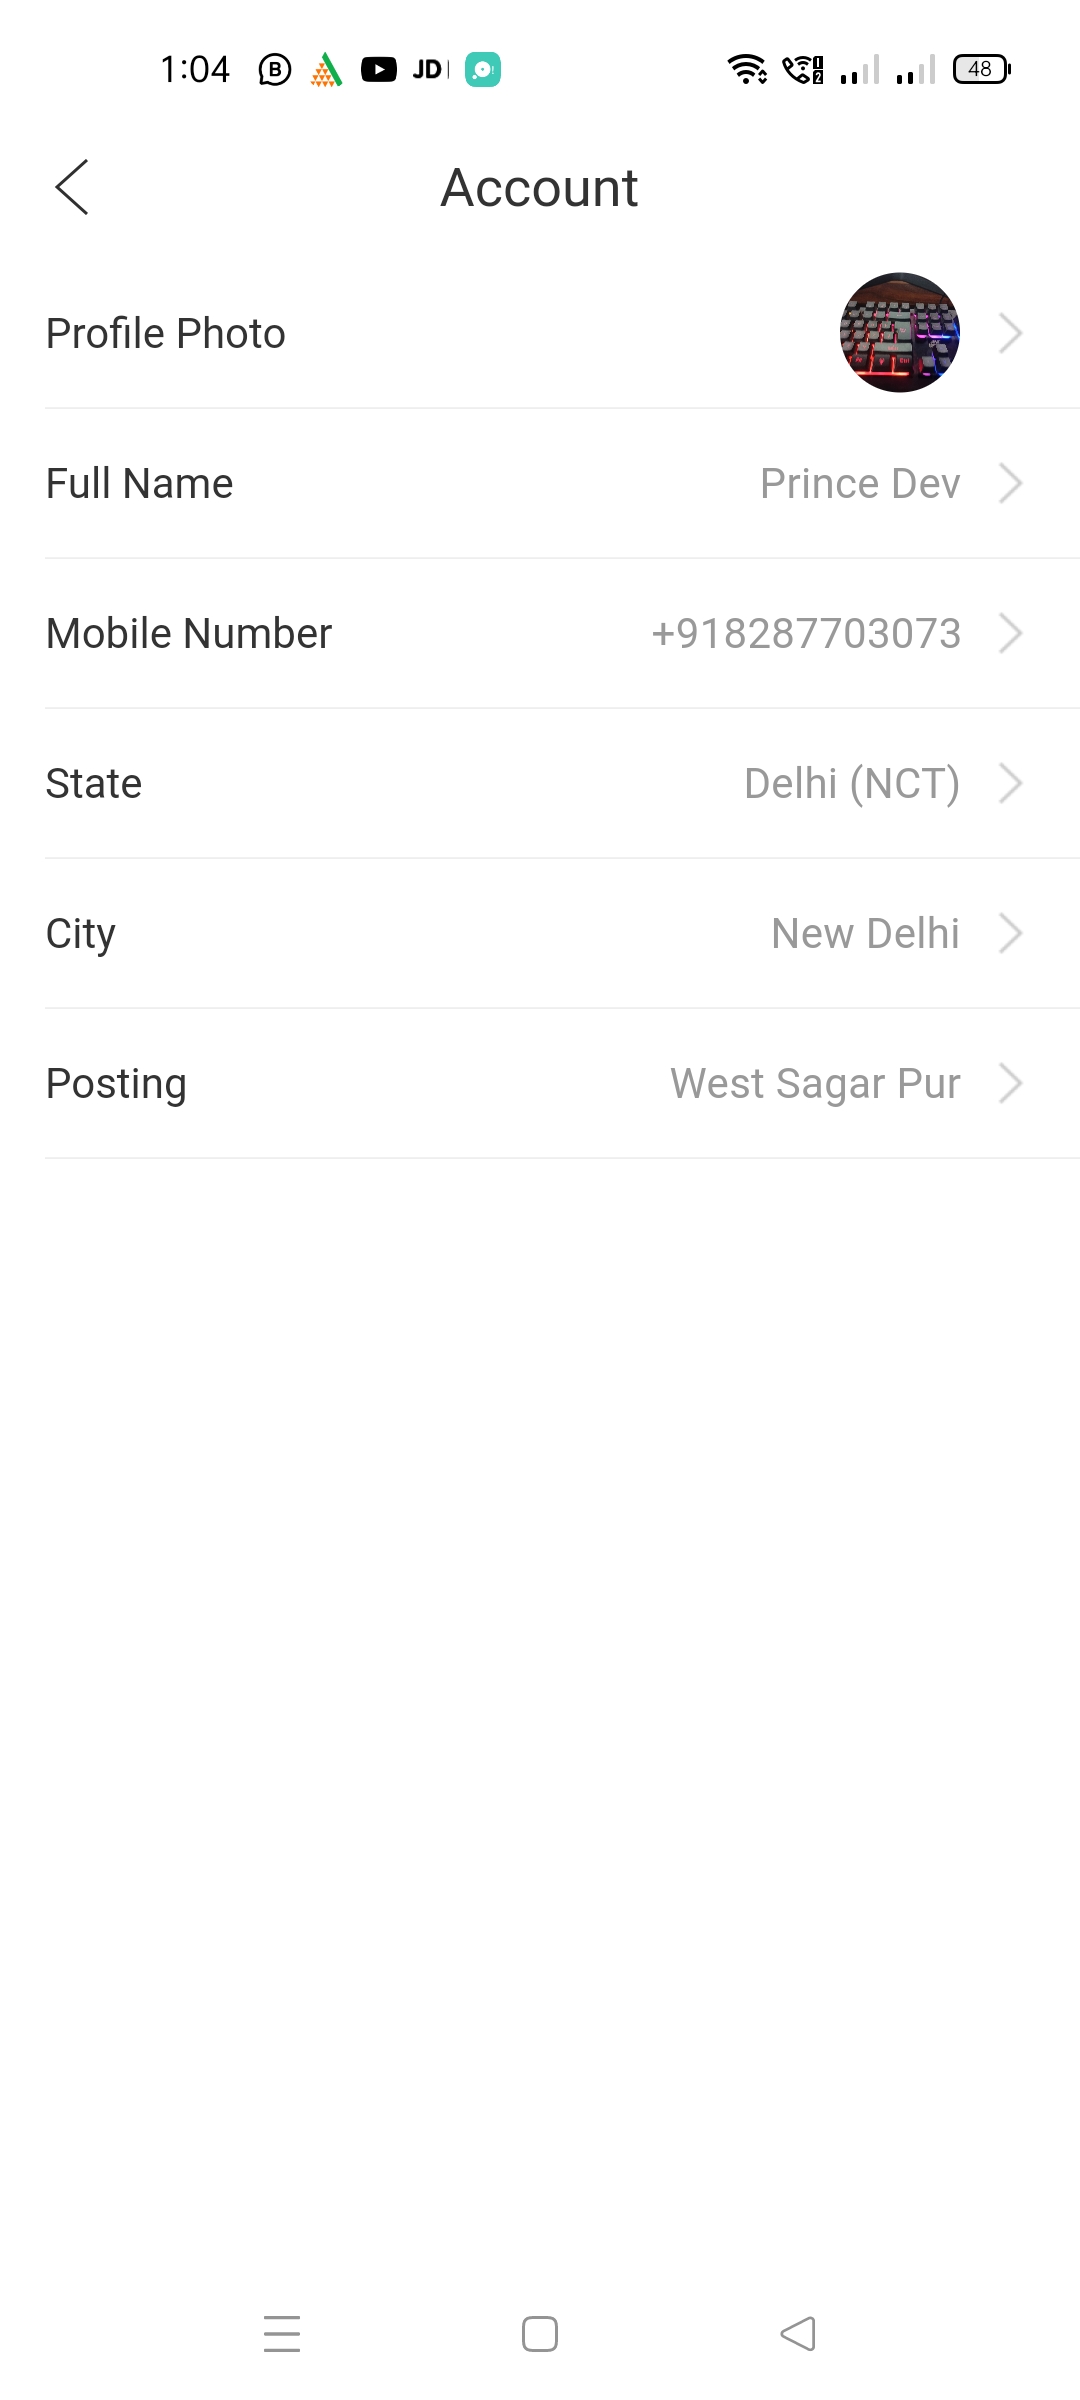 1:04 B JD 48
Account
Profile Photo
Full Name Prince Dev
Mobile Number +918287703073
State Delhi (NCT)
City New Delhi
Posting West Sagar Pur